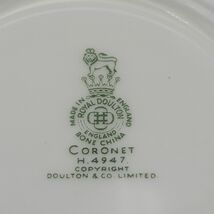 MADE IN ENGLAND
ROYAL DOULTON
ENGLAND
BONE CHINA
CORONET
H.4947.
COPYRIGHT
DOULTON & CO LIMITED.